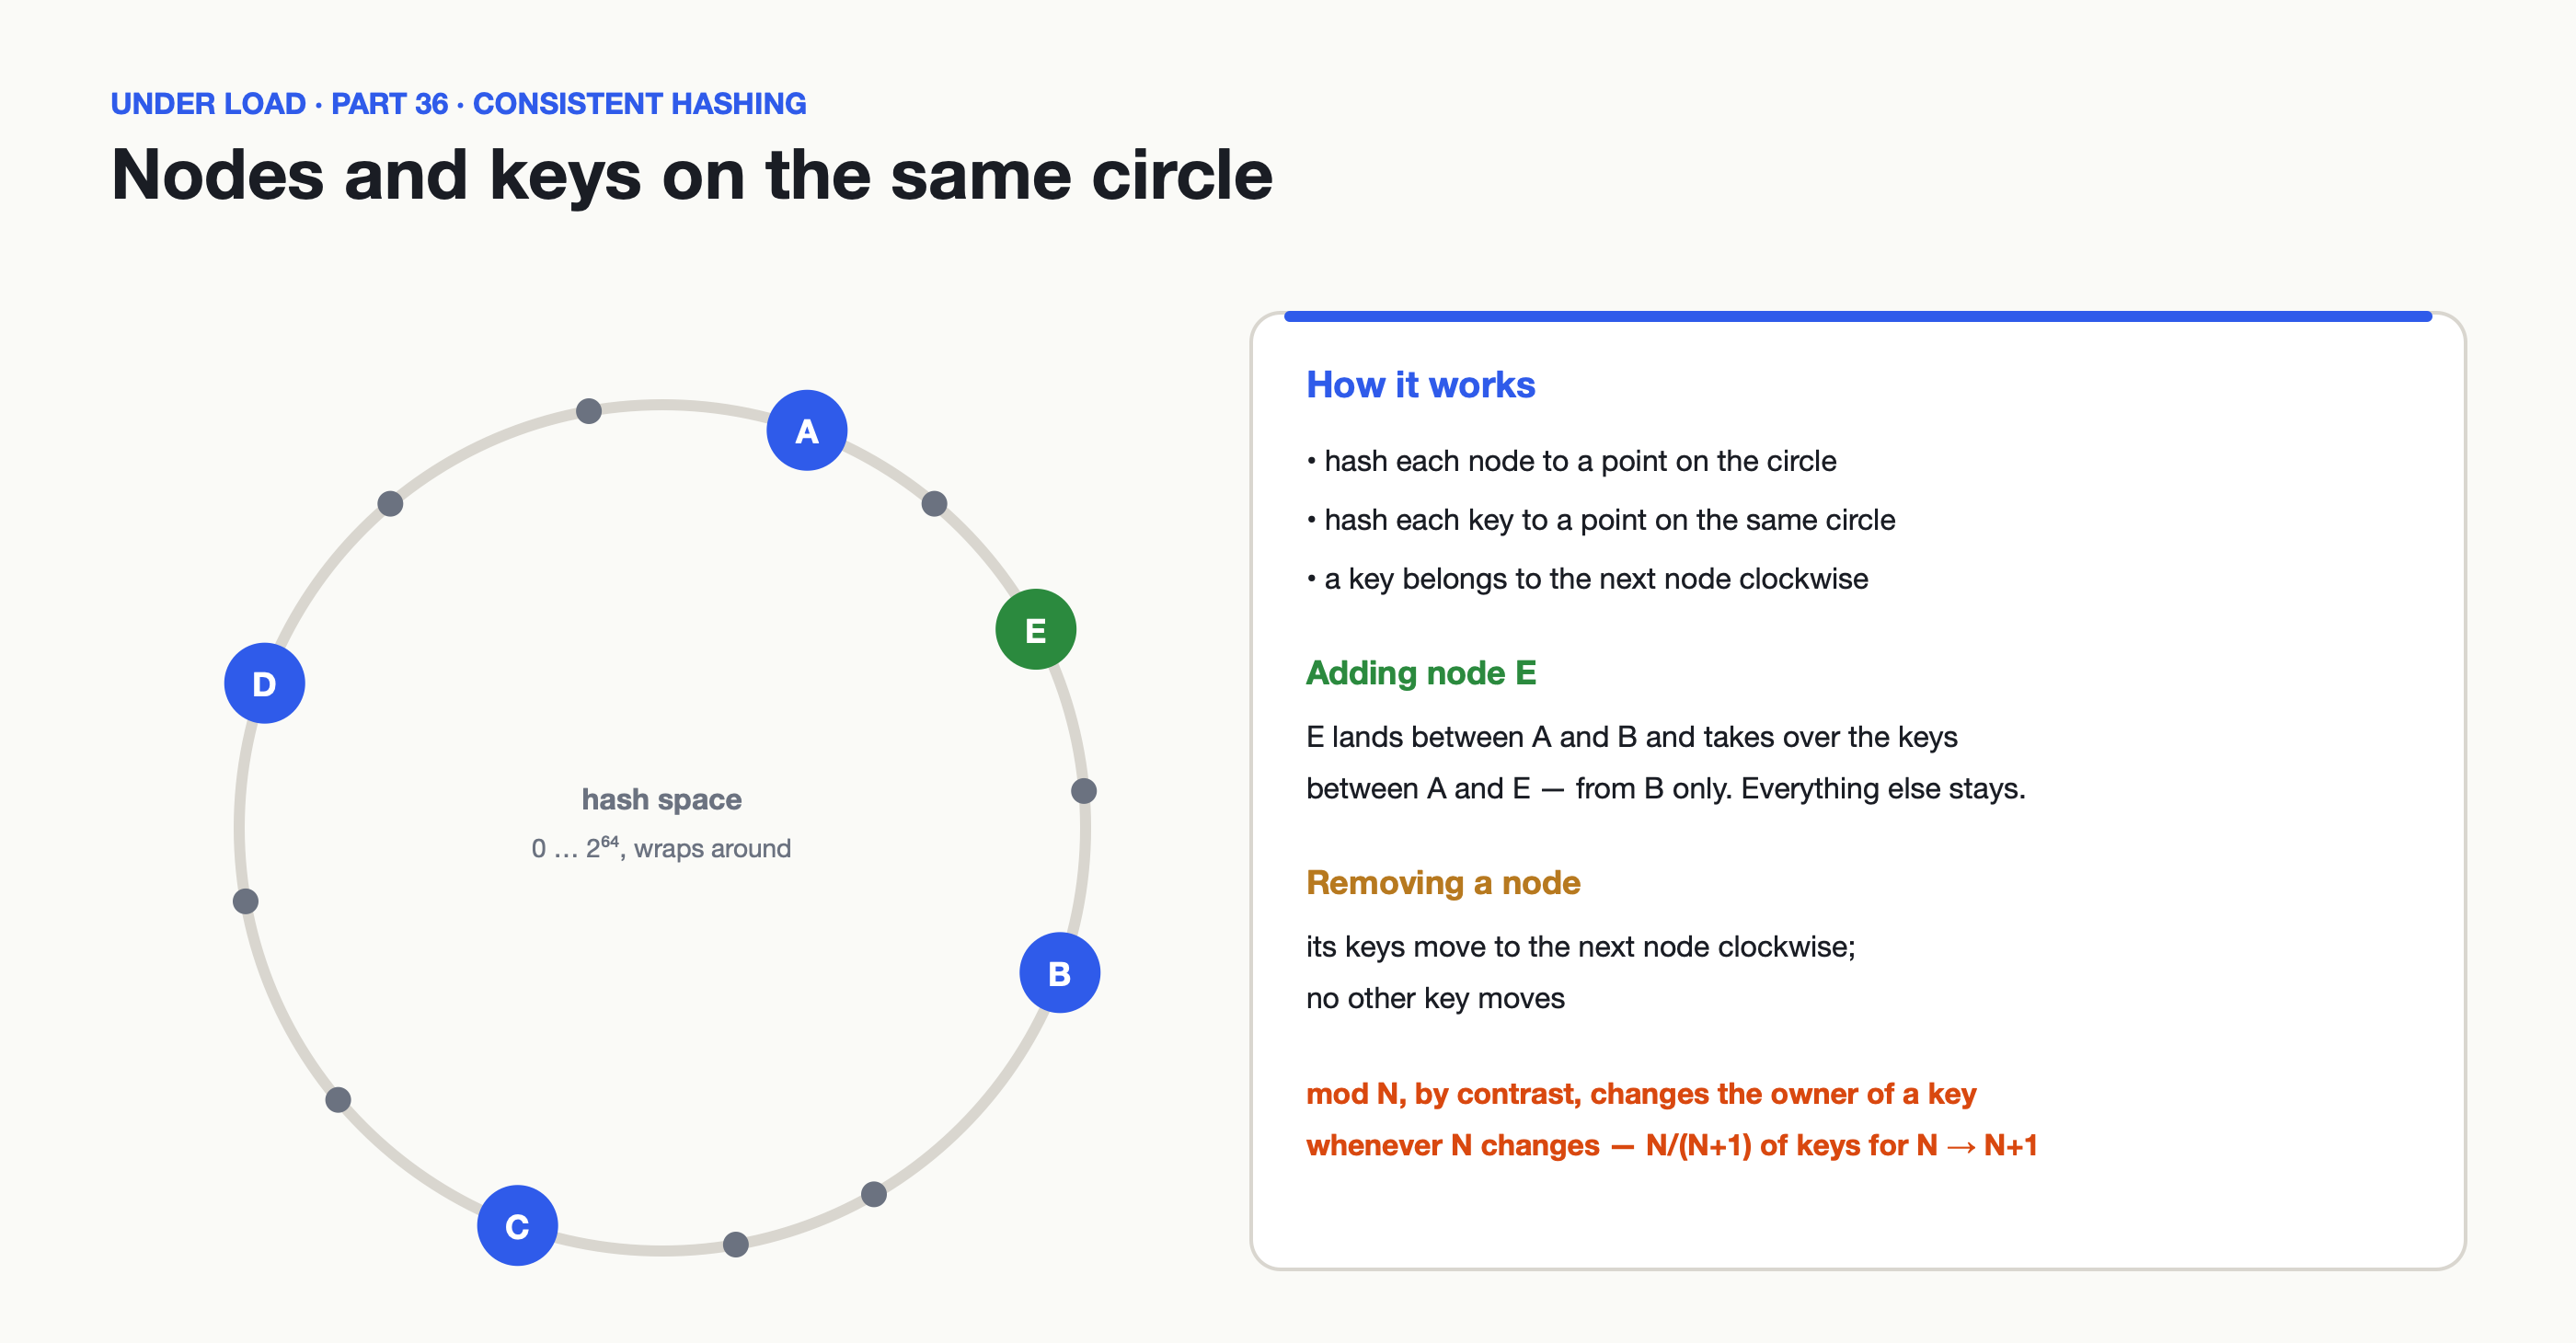 UNDER LOAD · PART 36 · CONSISTENT HASHING
Nodes and keys on the same circle
A
E
D
B
C
hash space
0 … 2⁶⁴, wraps around
How it works
• hash each node to a point on the circle
• hash each key to a point on the same circle
• a key belongs to the next node clockwise
Adding node E
E lands between A and B and takes over the keys
between A and E — from B only. Everything else stays.
Removing a node
its keys move to the next node clockwise;
no other key moves
mod N, by contrast, changes the owner of a key
whenever N changes — N/(N+1) of keys for N → N+1